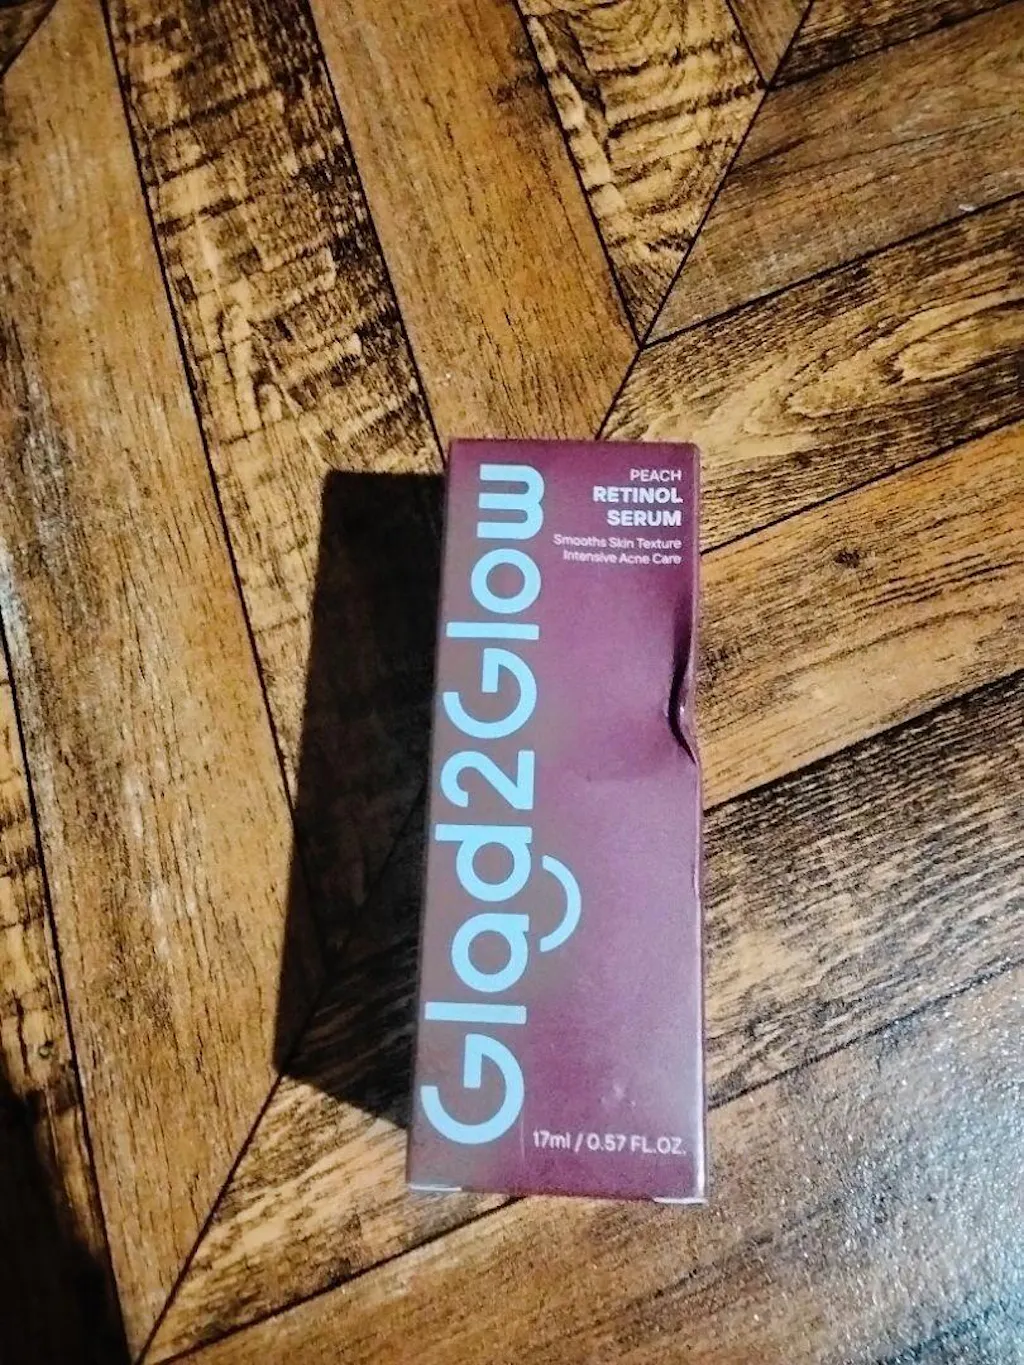 Glad2Glow
PEACH
RETINOL
SERUM
Smooths Skin Texture
Intensive Acne Care
17ml / 0.57 FL.OZ.